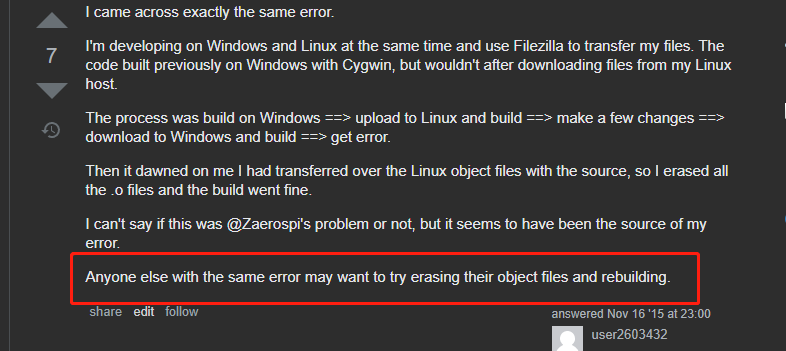 I came across exactly the same error.
7
I'm developing on Windows and Linux at the same time and use Filezilla to transfer my files. The
code built previously on Windows with Cygwin, but wouldn't after downloading files from my Linux
host.
The process was build on Windows ==> upload to Linux and build ==> make a few changes ==>
download to Windows and build ==> get error.
Then it dawned on me I had transferred over the Linux object files with the source, so I erased all
the .o files and the build went fine.
I can't say if this was @Zaerospi's problem or not, but it seems to have been the source of my
error.
Anyone else with the same error may want to try erasing their object files and rebuilding.
share edit follow
answered Nov 16 '15 at 23:00
user2603432